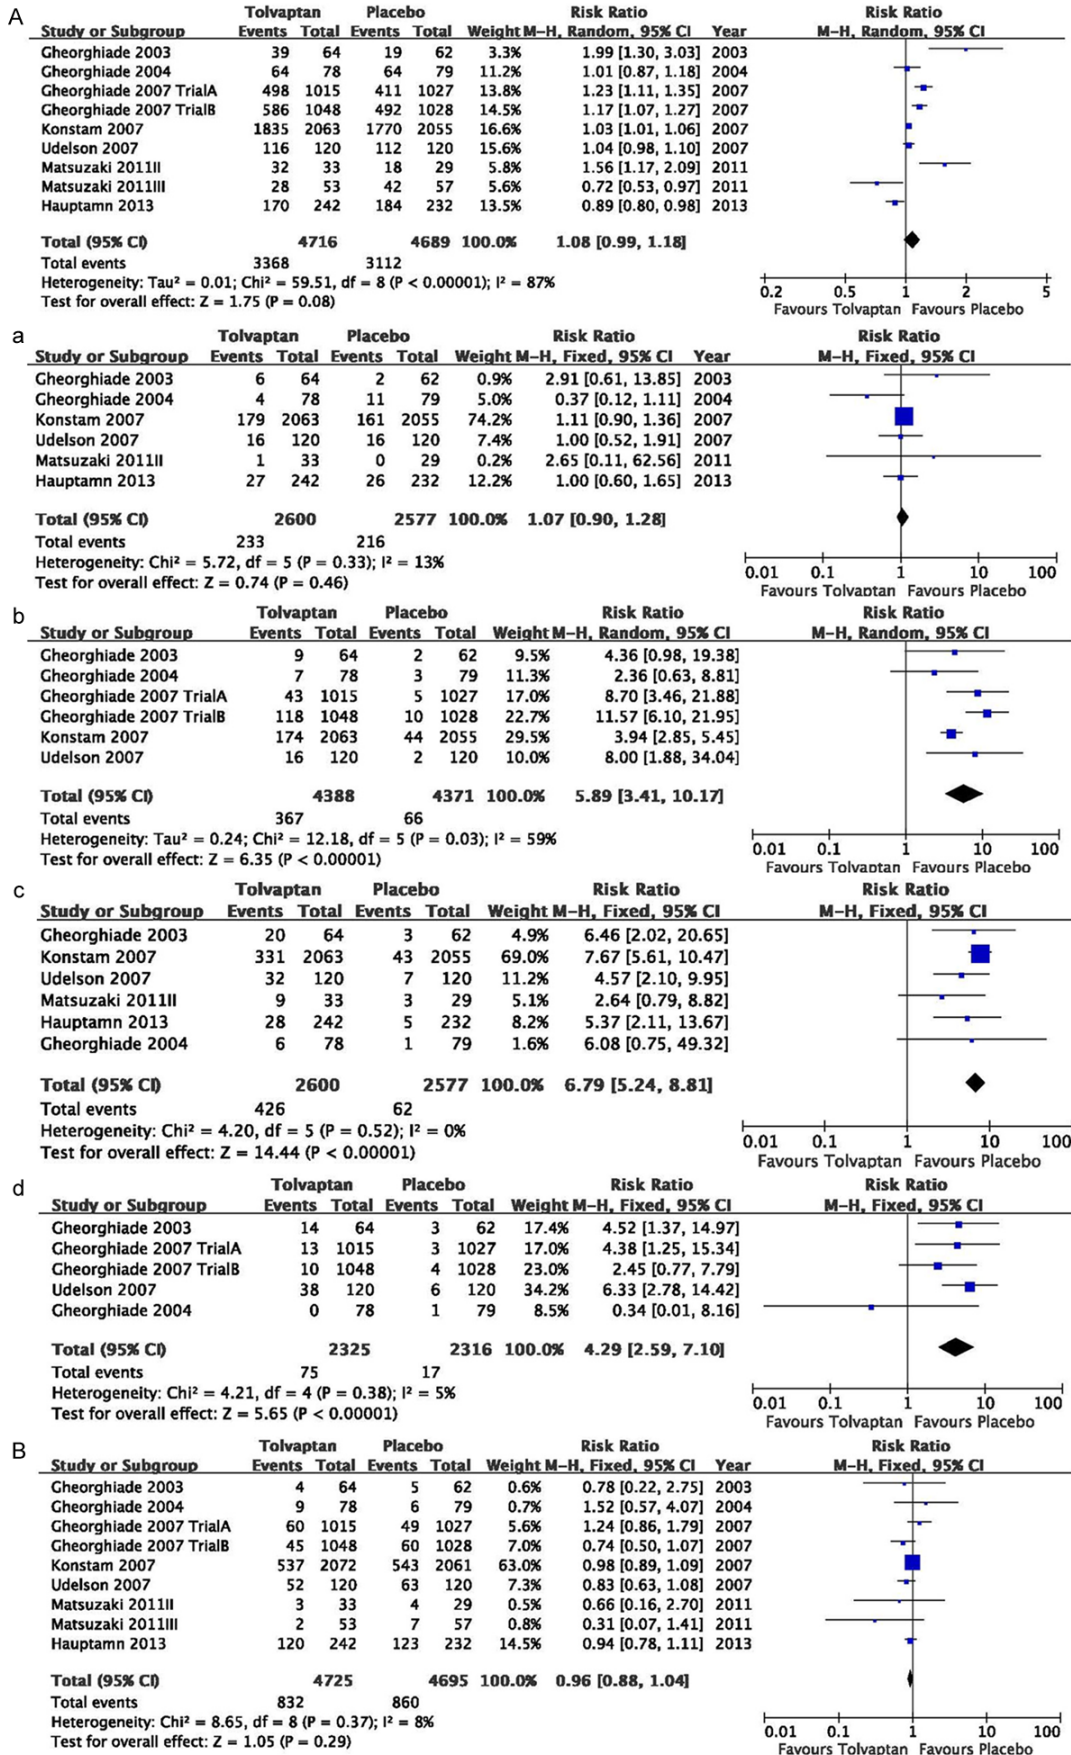 A
Tolvaptan Placebo Risk Ratio Risk Ratio
Study or Subgroup Events Total Events Total Weight M-H, Random, 95% CI Year M-H, Random, 95% CI
Gheorghiade 2003 39 64 19 62 3.3% 1.99 [1.30, 3.03] 2003
Gheorghiade 2004 64 78 64 79 11.2% 1.01 [0.87, 1.18] 2004
Gheorghiade 2007 TrialA 498 1015 411 1027 13.8% 1.23 [1.11, 1.35] 2007
Gheorghiade 2007 TrialB 586 1048 492 1028 14.5% 1.17 [1.07, 1.27] 2007
Konstam 2007 1835 2063 1770 2055 16.6% 1.03 [1.01, 1.06] 2007
Udelson 2007 116 120 112 120 15.6% 1.04 [0.98, 1.10] 2007
Matsuzaki 2011II 32 33 18 29 5.8% 1.56 [1.17, 2.09] 2011
Matsuzaki 2011III 28 53 42 57 5.6% 0.72 [0.53, 0.97] 2011
Hauptamn 2013 170 242 184 232 13.5% 0.89 [0.80, 0.98] 2013
Total (95% CI) 4716 4689 100.0% 1.08 [0.99, 1.18]
Total events 3368 3112
Heterogeneity: Tau² = 0.01; Chi² = 59.51, df = 8 (P < 0.00001); I² = 87%
Test for overall effect: Z = 1.75 (P = 0.08)
0.2 0.5 1 2 5
Favours Tolvaptan Favours Placebo
a
Tolvaptan Placebo Risk Ratio Risk Ratio
Study or Subgroup Events Total Events Total Weight M-H, Fixed, 95% CI Year M-H, Fixed, 95% CI
Gheorghiade 2003 6 64 2 62 0.9% 2.91 [0.61, 13.85] 2003
Gheorghiade 2004 4 78 11 79 5.0% 0.37 [0.12, 1.11] 2004
Konstam 2007 179 2063 161 2055 74.2% 1.11 [0.90, 1.36] 2007
Udelson 2007 16 120 16 120 7.4% 1.00 [0.52, 1.91] 2007
Matsuzaki 2011II 1 33 0 29 0.2% 2.65 [0.11, 62.56] 2011
Hauptamn 2013 27 242 26 232 12.2% 1.00 [0.60, 1.65] 2013
Total (95% CI) 2600 2577 100.0% 1.07 [0.90, 1.28]
Total events 233 216
Heterogeneity: Chi² = 5.72, df = 5 (P = 0.33); I² = 13%
Test for overall effect: Z = 0.74 (P = 0.46)
0.01 0.1 1 10 100
Favours Tolvaptan Favours Placebo
b
Tolvaptan Placebo Risk Ratio Risk Ratio
Study or Subgroup Events Total Events Total Weight M-H, Random, 95% CI M-H, Random, 95% CI
Gheorghiade 2003 9 64 2 62 9.5% 4.36 [0.98, 19.38]
Gheorghiade 2004 7 78 3 79 11.3% 2.36 [0.63, 8.81]
Gheorghiade 2007 TrialA 43 1015 5 1027 17.0% 8.70 [3.46, 21.88]
Gheorghiade 2007 TrialB 118 1048 10 1028 22.7% 11.57 [6.10, 21.95]
Konstam 2007 174 2063 44 2055 29.5% 3.94 [2.85, 5.45]
Udelson 2007 16 120 2 120 10.0% 8.00 [1.88, 34.04]
Total (95% CI) 4388 4371 100.0% 5.89 [3.41, 10.17]
Total events 367 66
Heterogeneity: Tau² = 0.24; Chi² = 12.18, df = 5 (P = 0.03); I² = 59%
Test for overall effect: Z = 6.35 (P < 0.00001)
0.01 0.1 1 10 100
Favours Tolvaptan Favours Placebo
c
Tolvaptan Placebo Risk Ratio Risk Ratio
Study or Subgroup Events Total Events Total Weight M-H, Fixed, 95% CI M-H, Fixed, 95% CI
Gheorghiade 2003 20 64 3 62 4.9% 6.46 [2.02, 20.65]
Konstam 2007 331 2063 43 2055 69.0% 7.67 [5.61, 10.47]
Udelson 2007 32 120 7 120 11.2% 4.57 [2.10, 9.95]
Matsuzaki 2011II 9 33 3 29 5.1% 2.64 [0.79, 8.82]
Hauptamn 2013 28 242 5 232 8.2% 5.37 [2.11, 13.67]
Gheorghiade 2004 6 78 1 79 1.6% 6.08 [0.75, 49.32]
Total (95% CI) 2600 2577 100.0% 6.79 [5.24, 8.81]
Total events 426 62
Heterogeneity: Chi² = 4.20, df = 5 (P = 0.52); I² = 0%
Test for overall effect: Z = 14.44 (P < 0.00001)
0.01 0.1 1 10 100
Favours Tolvaptan Favours Placebo
d
Tolvaptan Placebo Risk Ratio Risk Ratio
Study or Subgroup Events Total Events Total Weight M-H, Fixed, 95% CI M-H, Fixed, 95% CI
Gheorghiade 2003 14 64 3 62 17.4% 4.52 [1.37, 14.97]
Gheorghiade 2007 TrialA 13 1015 3 1027 17.0% 4.38 [1.25, 15.34]
Gheorghiade 2007 TrialB 10 1048 4 1028 23.0% 2.45 [0.77, 7.79]
Udelson 2007 38 120 6 120 34.2% 6.33 [2.78, 14.42]
Gheorghiade 2004 0 78 1 79 8.5% 0.34 [0.01, 8.16]
Total (95% CI) 2325 2316 100.0% 4.29 [2.59, 7.10]
Total events 75 17
Heterogeneity: Chi² = 4.21, df = 4 (P = 0.38); I² = 5%
Test for overall effect: Z = 5.65 (P < 0.00001)
0.01 0.1 1 10 100
Favours Tolvaptan Favours Placebo
B
Tolvaptan Placebo Risk Ratio Risk Ratio
Study or Subgroup Events Total Events Total Weight M-H, Fixed, 95% CI Year M-H, Fixed, 95% CI
Gheorghiade 2003 4 64 5 62 0.6% 0.78 [0.22, 2.75] 2003
Gheorghiade 2004 9 78 6 79 0.7% 1.52 [0.57, 4.07] 2004
Gheorghiade 2007 TrialA 60 1015 49 1027 5.6% 1.24 [0.86, 1.79] 2007
Gheorghiade 2007 TrialB 45 1048 60 1028 7.0% 0.74 [0.50, 1.07] 2007
Konstam 2007 537 2072 543 2061 63.0% 0.98 [0.89, 1.09] 2007
Udelson 2007 52 120 63 120 7.3% 0.83 [0.63, 1.08] 2007
Matsuzaki 2011II 3 33 4 29 0.5% 0.66 [0.16, 2.70] 2011
Matsuzaki 2011III 2 53 7 57 0.8% 0.31 [0.07, 1.41] 2011
Hauptamn 2013 120 242 123 232 14.5% 0.94 [0.78, 1.11] 2013
Total (95% CI) 4725 4695 100.0% 0.96 [0.88, 1.04]
Total events 832 860
Heterogeneity: Chi² = 8.65, df = 8 (P = 0.37); I² = 8%
Test for overall effect: Z = 1.05 (P = 0.29)
0.01 0.1 1 10 100
Favours Tolvaptan Favours Placebo